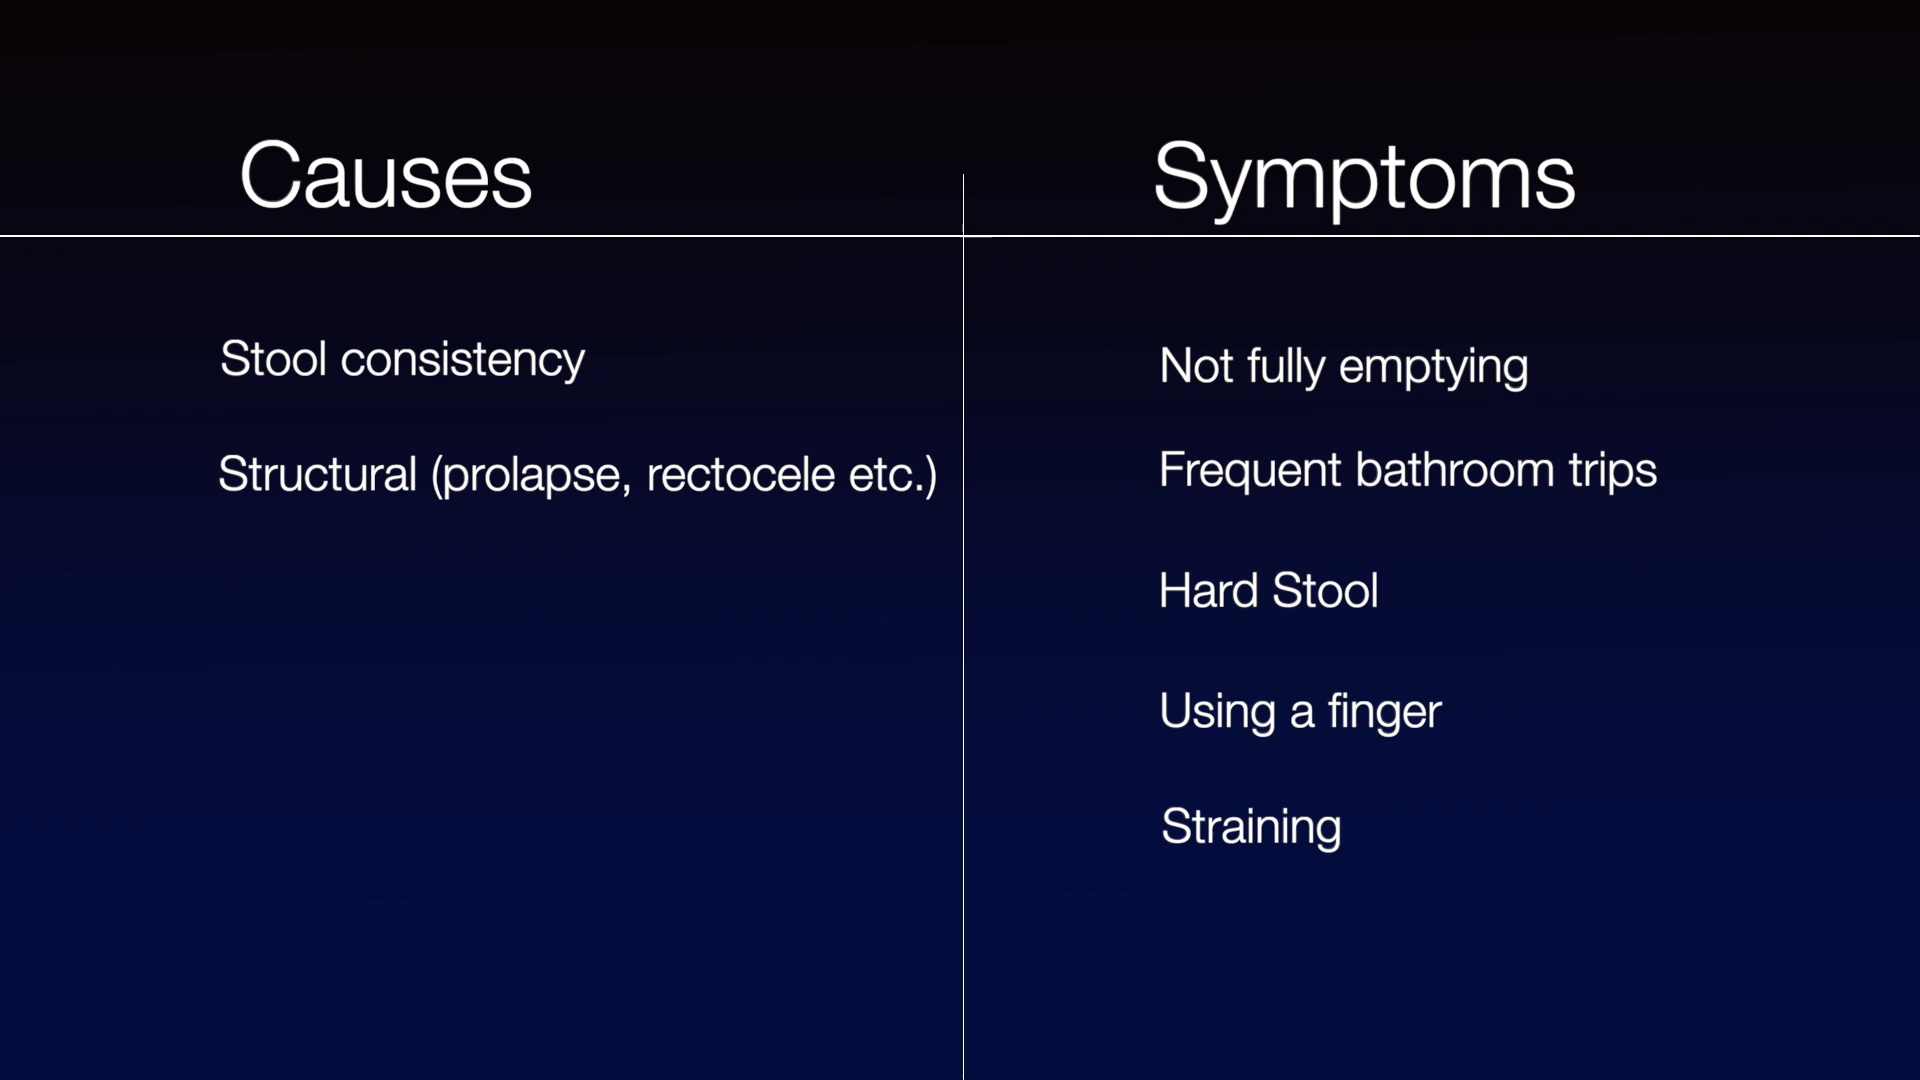 Causes
Symptoms
Stool consistency
Structural (prolapse, rectocele etc.)
Not fully emptying
Frequent bathroom trips
Hard Stool
Using a finger
Straining